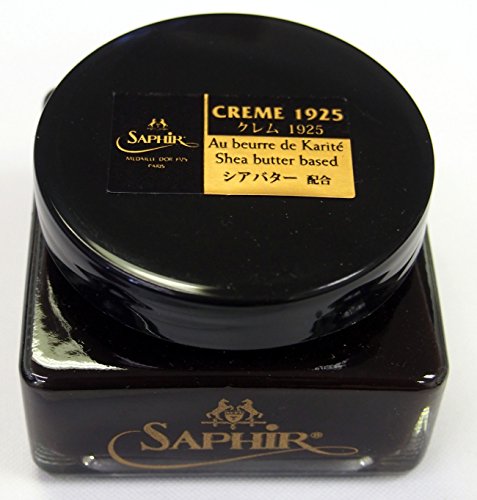 SAPHIR
MEDAILLE D'OR 1925
PARIS
CREME 1925
クレム 1925
Au beurre de Karité
Shea butter based
シアバター 配合
SAPHIR®